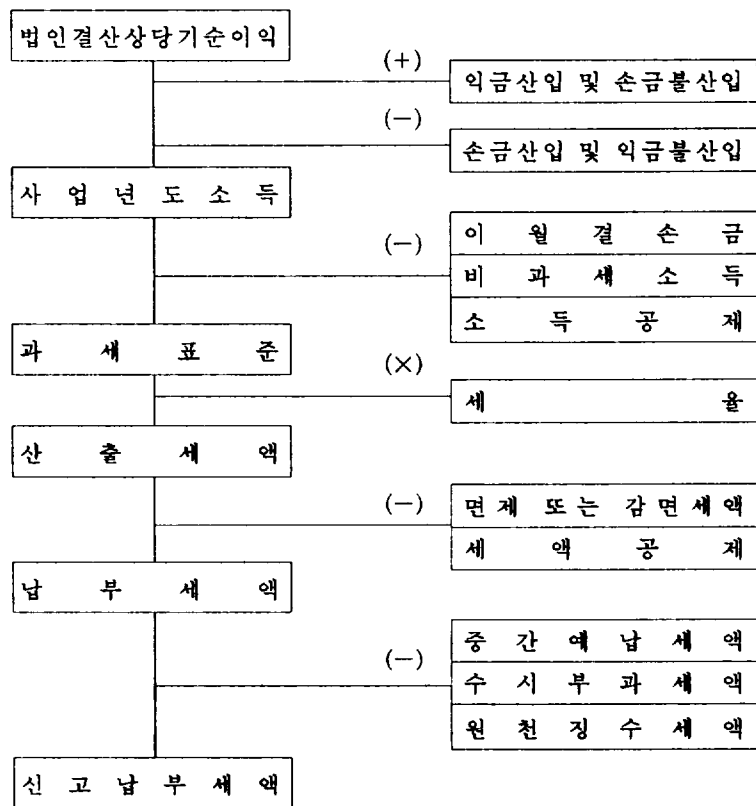 법인결산상당기순이익
(+)
익금산입 및 손금불산입
(-)
손금산입 및 익금불산입
사업년도소득
(-)
이월결손금
비과세소득
소득공제
과세표준
(×)
세율
산출세액
(-)
면제 또는 감면세액
세액공제
납부세액
(-)
중간예납세액
수시부과세액
원천징수세액
신고납부세액